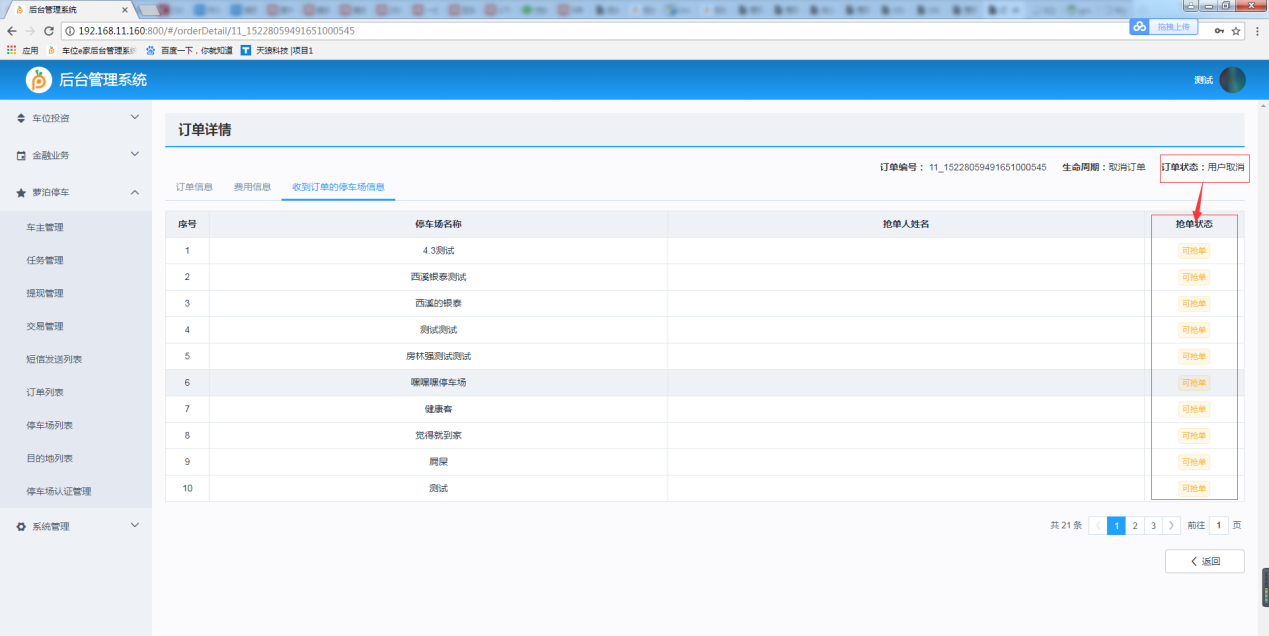 后台管理系统
192.168.11.160:800/#/orderDetail/11_15228059491651000545
拖拽上传
应用 车位e家后台管理系统 百度一下，你就知道 天狼科技 |项目1
后台管理系统
测试
车位投资
金融业务
萝泊停车
车主管理
任务管理
提现管理
交易管理
短信发送列表
订单列表
停车场列表
目的地列表
停车场认证管理
系统管理
订单详情
订单编号： 11_15228059491651000545 生命周期：取消订单 订单状态：用户取消
订单信息 费用信息 收到订单的停车场信息
序号 停车场名称 抢单人姓名 抢单状态
1 4.3测试 可抢单
2 西溪银泰测试 可抢单
3 西溪的银泰 可抢单
4 测试测试 可抢单
5 房林强测试测试 可抢单
6 嘿嘿嘿停车场 可抢单
7 健康客 可抢单
8 觉得就到家 可抢单
9 屙屎 可抢单
10 测试 可抢单
共 21 条 1 2 3 前往 1 页
返回